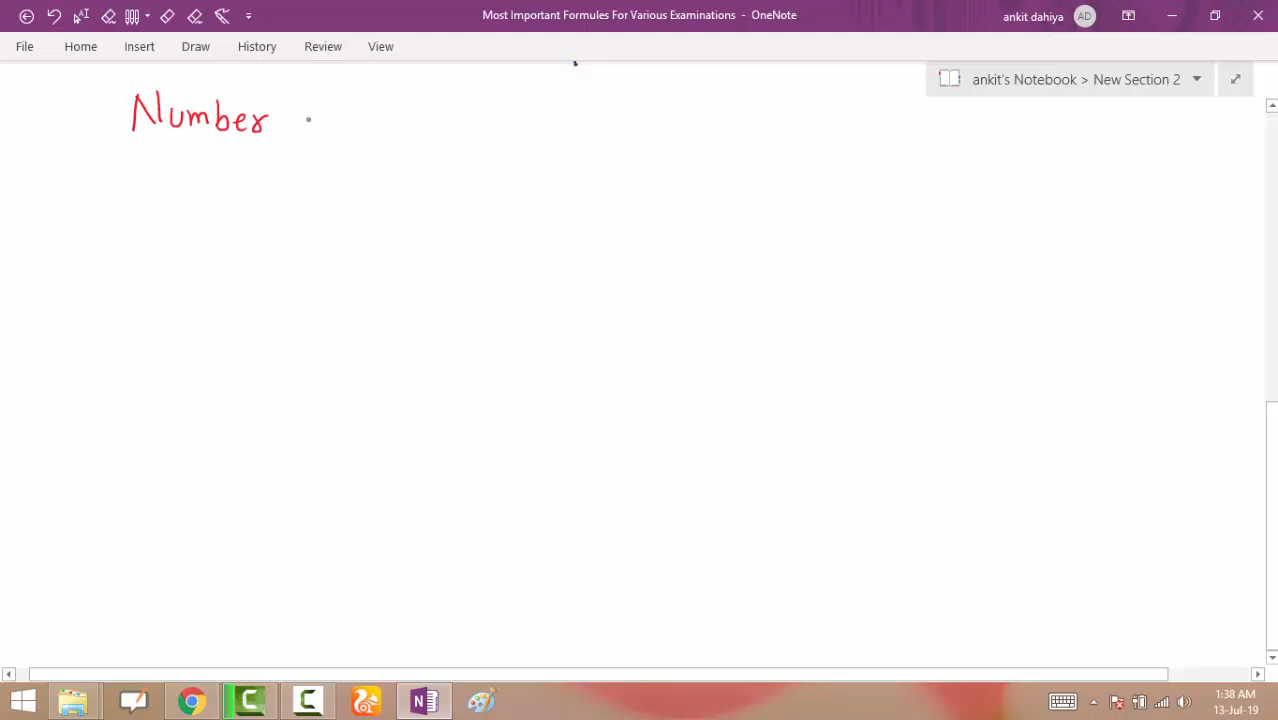 Most Important Formules For Various Examinations - OneNote
ankit dahiya AD
File Home Insert Draw History Review View
ankit's Notebook > New Section 2
Number
1:38 AM
13-Jul-19